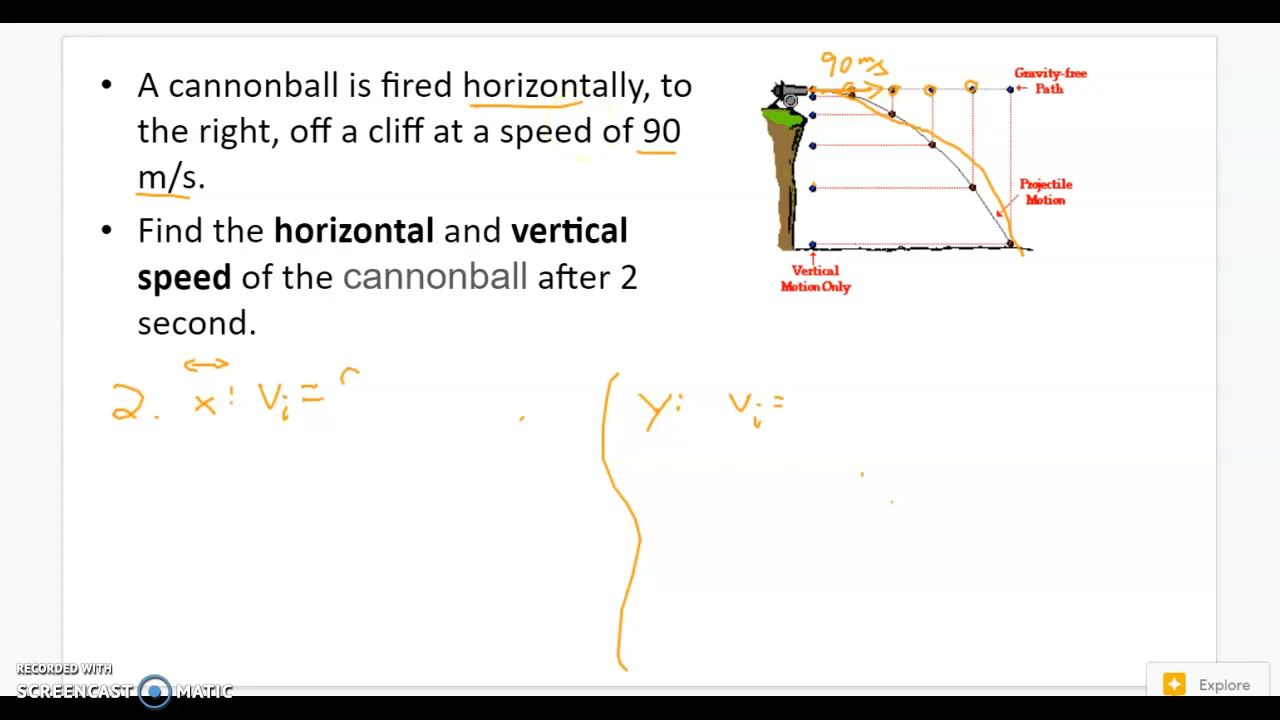 • A cannonball is fired horizontally, to
the right, off a cliff at a speed of 90
m/s.
• Find the horizontal and vertical
speed of the cannonball after 2
second.
90 m/s
Gravity-free
Path
Projectile
Motion
Vertical
Motion Only
2. x: Vi =
y: Vi =
RECORDED WITH
SCREENCAST MATIC
Explore